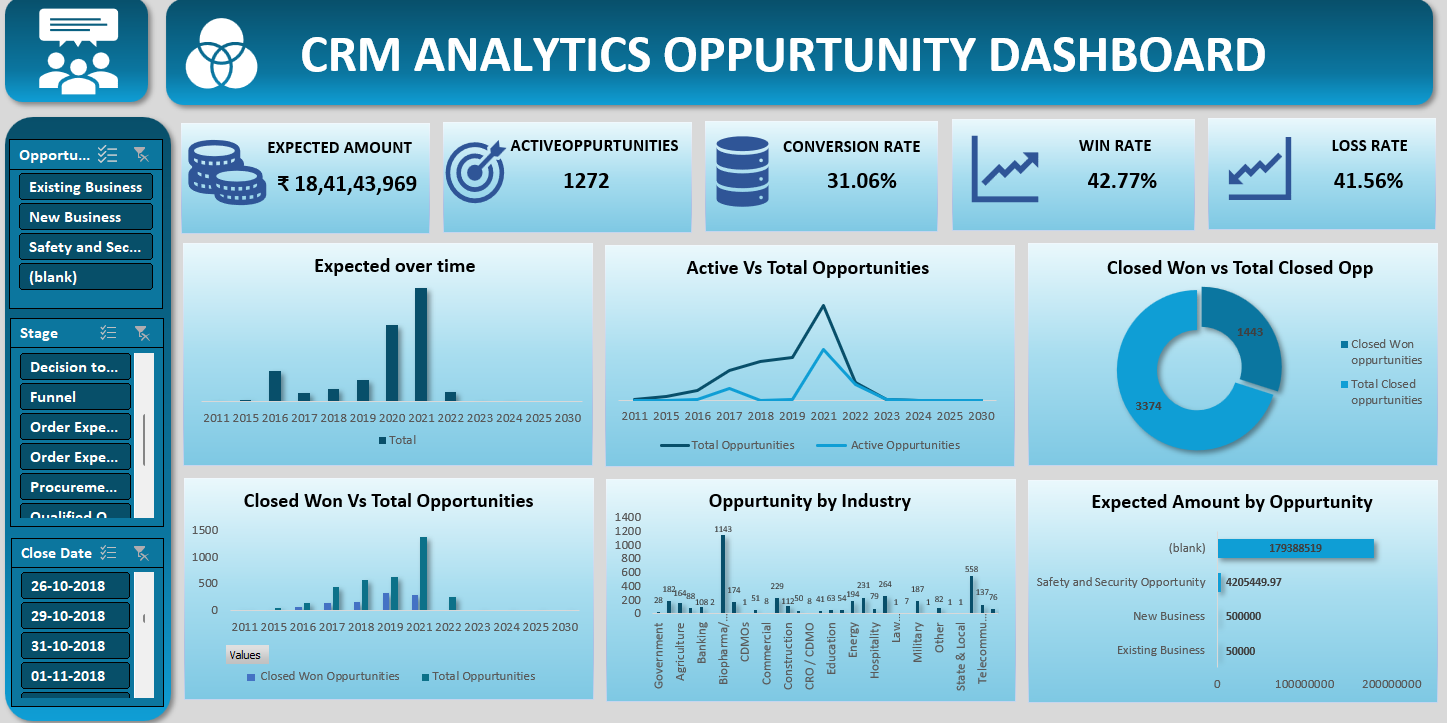 CRM ANALYTICS OPPURTUNITY DASHBOARD
Opportu...
Existing Business
New Business
Safety and Sec...
(blank)
Stage
Decision to...
Funnel
Order Expe...
Order Expe...
Procureme...
Qualified O
Close Date
26-10-2018
29-10-2018
31-10-2018
01-11-2018
EXPECTED AMOUNT
₹ 18,41,43,969
ACTIVEOPPURTUNITIES
1272
CONVERSION RATE
31.06%
WIN RATE
42.77%
LOSS RATE
41.56%
Expected over time
2011 2015 2016 2017 2018 2019 2020 2021 2022 2023 2024 2025 2030
Total
Active Vs Total Opportunities
2011 2015 2016 2017 2018 2019 2021 2022 2023 2024 2025 2030
Total Oppurtunities
Active Oppurtunities
Closed Won vs Total Closed Opp
1443
3374
Closed Won
oppurtunities
Total Closed
oppurtunities
Closed Won Vs Total Opportunities
1500
1000
500
0
2011 2015 2016 2017 2018 2019 2021 2022 2023 2024 2025 2030
Values
Closed Won Opportunities
Total Opportunities
Oppurtunity by Industry
1400
1200
1000
800
600
400
200
0
28 182 164 88 108 2 1143 174 1 51 8 229 112 50 8 41 63 54 194 231 79 264 1 7 187 1 82 1 1 558 137 76
Government
Agriculture
Banking
Biopharma/...
CDMOs
Commercial
Construction
CRO / CDMO
Education
Energy
Hospitality
Law...
Military
Other
State & Local
Telecommu...
Expected Amount by Oppurtunity
(blank)
179388519
Safety and Security Opportunity
4205449.97
New Business
500000
Existing Business
50000
0 100000000 200000000